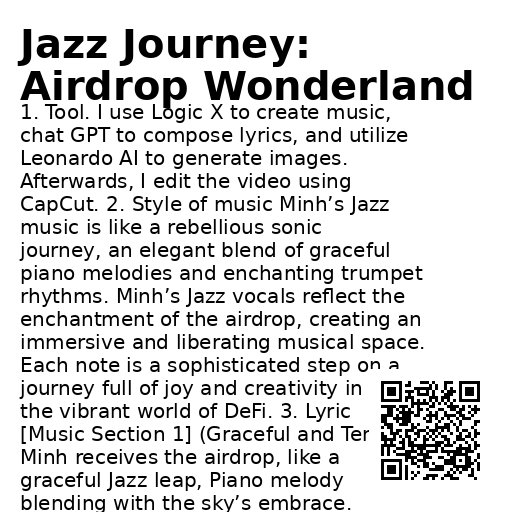 Jazz Journey:
Airdrop Wonderland
1. Tool. I use Logic X to create music,
chat GPT to compose lyrics, and utilize
Leonardo AI to generate images.
Afterwards, I edit the video using
CapCut. 2. Style of music Minh’s Jazz
music is like a rebellious sonic
journey, an elegant blend of graceful
piano melodies and enchanting trumpet
rhythms. Minh’s Jazz vocals reflect the
enchantment of the airdrop, creating an
immersive and liberating musical space.
Each note is a sophisticated step on a
journey full of joy and creativity in
the vibrant world of DeFi. 3. Lyric
[Music Section 1] (Graceful and
Minh receives the airdrop, like a
graceful Jazz leap, Piano melody
blending with the sky’s embrace.